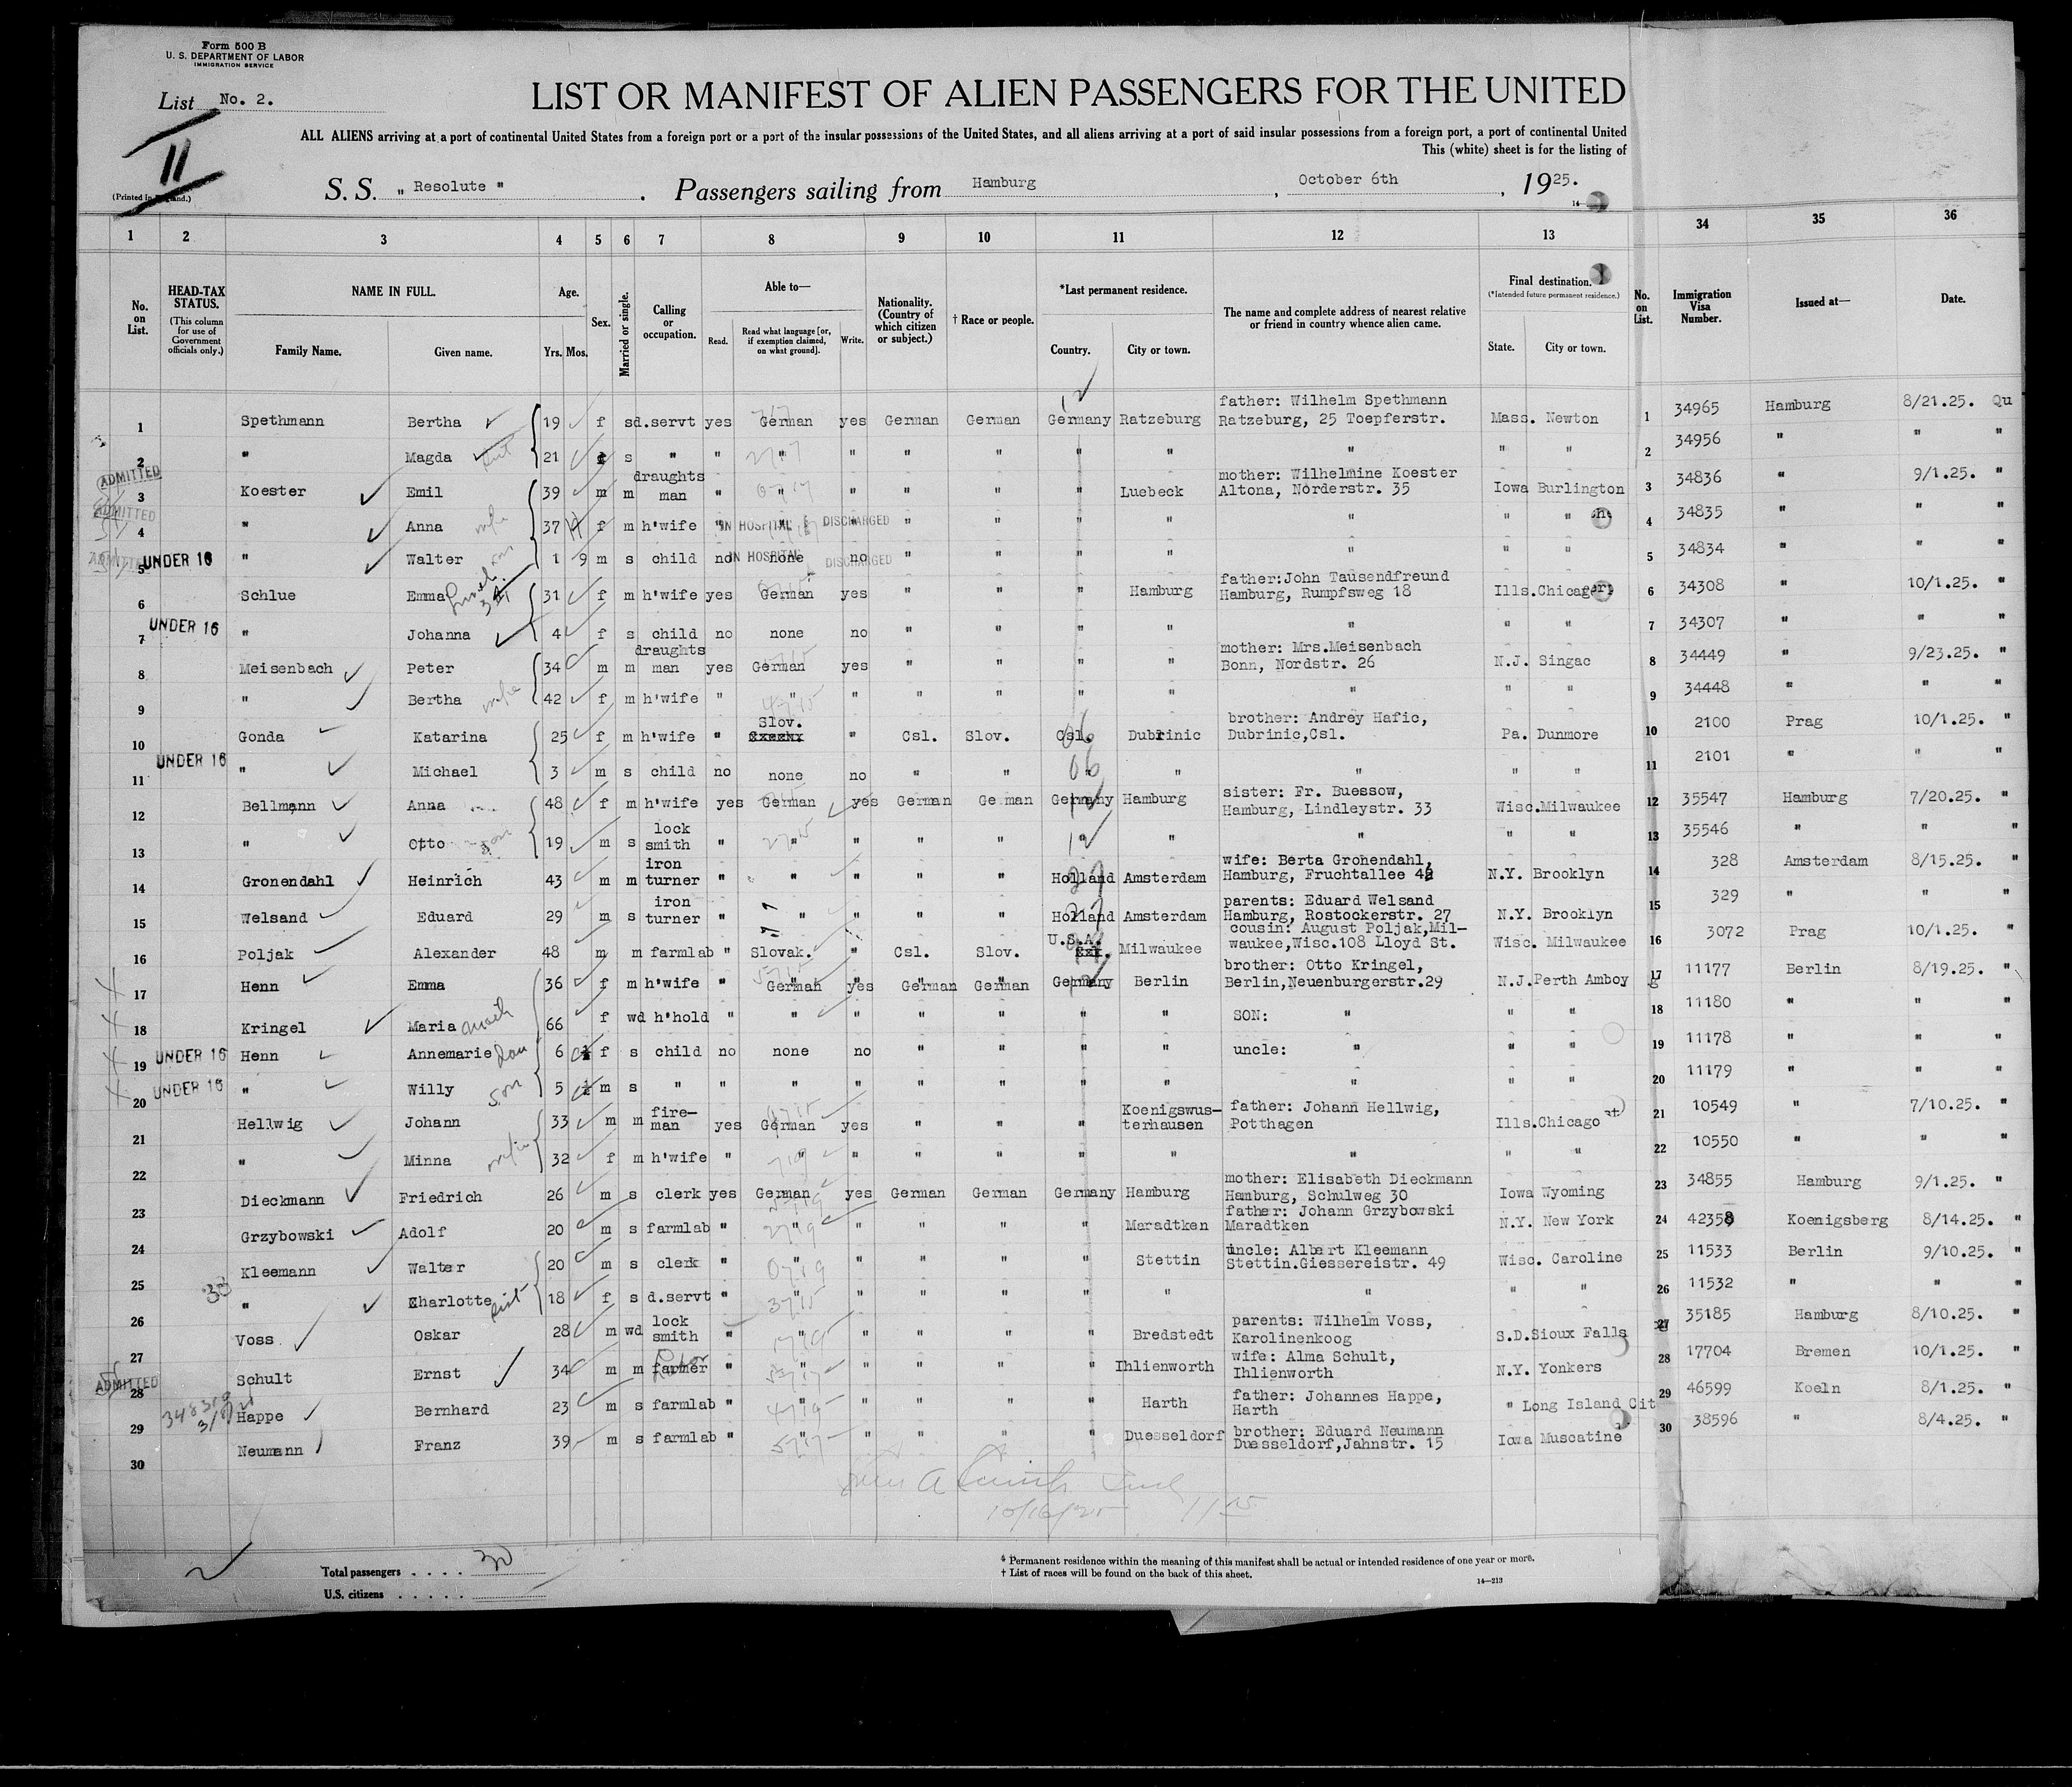 Form 500 B
U. S. DEPARTMENT OF LABOR
IMMIGRATION SERVICE
List No. 2.
11
(Printed in England.)
LIST OR MANIFEST OF ALIEN PASSENGERS FOR THE UNITED
ALL ALIENS arriving at a port of continental United States from a foreign port or a port of the insular possessions of the United States, and all aliens arriving at a port of said insular possessions from a foreign port, a port of continental United
This (white) sheet is for the listing of
S. S. " Resolute " . Passengers sailing from Hamburg , October 6th , 1925.
1 2 3 4 5 6 7 8 9 10 11 12 13 34 35 36
No. on List. HEAD-TAX STATUS. (This column for use of Government officials only.) NAME IN FULL. Family Name. Given name. Age. Yrs. Mos. Sex. Married or single. Calling or occupation. Able to— Read. Read what language [or, if exemption claimed, on what ground]. Write. Nationality. (Country of which citizen or subject.) † Race or people. *Last permanent residence. Country. City or town. The name and complete address of nearest relative or friend in country whence alien came. Final destination. (*Intended future permanent residence.) State. City or town. No. on List. Immigration Visa Number. Issued at— Date.
1 Spethmann Bertha 19 f s d.servt yes German yes German German Germany Ratzeburg father: Wilhelm Spethmann Ratzeburg, 25 Toepferstr. Mass. Newton 1 34965 Hamburg 8/21.25. Qu
2 " Magda sist 21 f s " " " " " " " " " " " 2 34956 " " "
ADMITTED 3 Koester Emil 39 m m draughts man " " " " " " Luebeck mother: Wilhelmine Koester Altona, Norderstr. 35 Iowa Burlington 3 34836 " 9/1.25. "
ADMITTED 4 " Anna wife 37 f m h'wife " IN HOSPITAL " DISCHARGED " " " " " " " " 4 34835 " " "
ADMITTED 5 UNDER 16 " Walter son 1 9 m s child no IN HOSPITAL none no DISCHARGED " " " " " " " 5 34834 " " "
6 Schlue Emma 31 f m h'wife yes German yes " " " Hamburg father:John Tausendfreund Hamburg, Rumpfsweg 18 Ills.Chicago 6 34308 " 10/1.25. "
UNDER 16 7 " Johanna 4 f s child no none no " " " " " " " 7 34307 " " "
8 Meisenbach Peter 34 m m draughts man yes German yes " " " " mother: Mrs.Meisenbach Bonn, Nordstr. 26 N.J. Singac 8 34449 " 9/23.25. "
9 " Bertha wife 42 f m h'wife " " " " " " " " " " 9 34448 " " "
10 Gonda Katarina 25 f m h'wife " Slov. " Csl. Slov. Csl. Dubrinic brother: Andrey Hafic, Dubrinic,Csl. Pa. Dunmore 10 2100 Prag 10/1.25. "
UNDER 16 11 " Michael 3 m s child no none no " " 06 " " " " 11 2101 " " "
12 Bellmann Anna 48 f m h'wife yes German yes German German Germany Hamburg sister: Fr. Buessow, Hamburg, Lindleystr. 33 Wisc.Milwaukee 12 35547 Hamburg 7/20.25. "
13 " Otto son 19 m s lock smith " " " " " " " " " " 13 35546 " " "
14 Gronendahl Heinrich 43 m m iron turner " " " " " Holland Amsterdam wife: Berta Gronendahl, Hamburg, Fruchtallee 42 N.Y. Brooklyn 14 328 Amsterdam 8/15.25. "
15 Welsand Eduard 29 m s iron turner " " " " " Holland Amsterdam parents: Eduard Welsand Hamburg, Rostockerstr. 27 N.Y. Brooklyn 15 329 " " "
16 Poljak Alexander 48 m m farmlab " Slovak. " Csl. Slov. U.S.A. Milwaukee cousin: August Poljak,Milwaukee,Wisc.108 Lloyd St. Wisc. Milwaukee 16 3072 Prag 10/1.25. "
17 Henn Emma 36 f m h'wife " German yes German German Germany Berlin brother: Otto Kringel, Berlin,Neuenburgerstr.29 N.J.Perth Amboy 17 11177 Berlin 8/19.25. "
18 Kringel Maria moth 66 f wd h'hold " " " " " " " SON: " " " 18 11180 " " "
19 UNDER 16 Henn Annemarie dau 6 f s child no none no " " " " uncle: " " " 19 11178 " " "
20 UNDER 16 " Willy son 5 m s " " " " " " " " " " " 20 11179 " " "
21 Hellwig Johann 33 m m fire-man yes German yes " " " Koenigswus-terhausen father: Johann Hellwig, Potthagen Ills.Chicago 21 10549 " 7/10.25. "
22 " Minna wife 32 f m h'wife " " " " " " " " " " 22 10550 " " "
23 Dieckmann Friedrich 26 m s clerk yes German yes German German Germany Hamburg mother: Elisabeth Dieckmann Hamburg, Schulweg 30 Iowa Wyoming 23 34855 Hamburg 9/1.25. "
24 Grzybowski Adolf 20 m s farmlab " " " " " " Maradtken father: Johann Grzybowski Maradtken N.Y. New York 24 42358 Koenigsberg 8/14.25. "
25 Kleemann Walter 20 m s clerk " " " " " " Stettin uncle: Albert Kleemann Stettin.Giessereistr. 49 Wisc. Caroline 25 11533 Berlin 9/10.25. "
26 " Charlotte sist 18 f s d.servt " " " " " " " " " " 26 11532 " " "
27 Voss Oskar 28 m wd lock smith " " " " " " Bredstedt parents: Wilhelm Voss, Karolinenkoog S.D.Sioux Falls 27 35185 Hamburg 8/10.25. "
ADMITTED 28 Schult Ernst 34 m m farmer Labor " " " " " " Ihlienworth wife: Alma Schult, Ihlienworth N.Y. Yonkers 28 17704 Bremen 10/1.25. "
29 Happe Bernhard 23 m s farmlab " " " " " " Harth father: Johannes Happe, Harth " Long Island Cit 29 46599 Koeln 8/1.25. "
30 Neumann Franz 39 m s farmlab " " " " " " Duesseldorf brother: Eduard Neumann Duesseldorf,Jahnstr. 15 Iowa Muscatine 30 38596 " 8/4.25. "
10/16/25
Total passengers . . . . 30
U.S. citizens . . . . .
* Permanent residence within the meaning of this manifest shall be actual or intended residence of one year or more.
† List of races will be found on the back of this sheet.
14—213